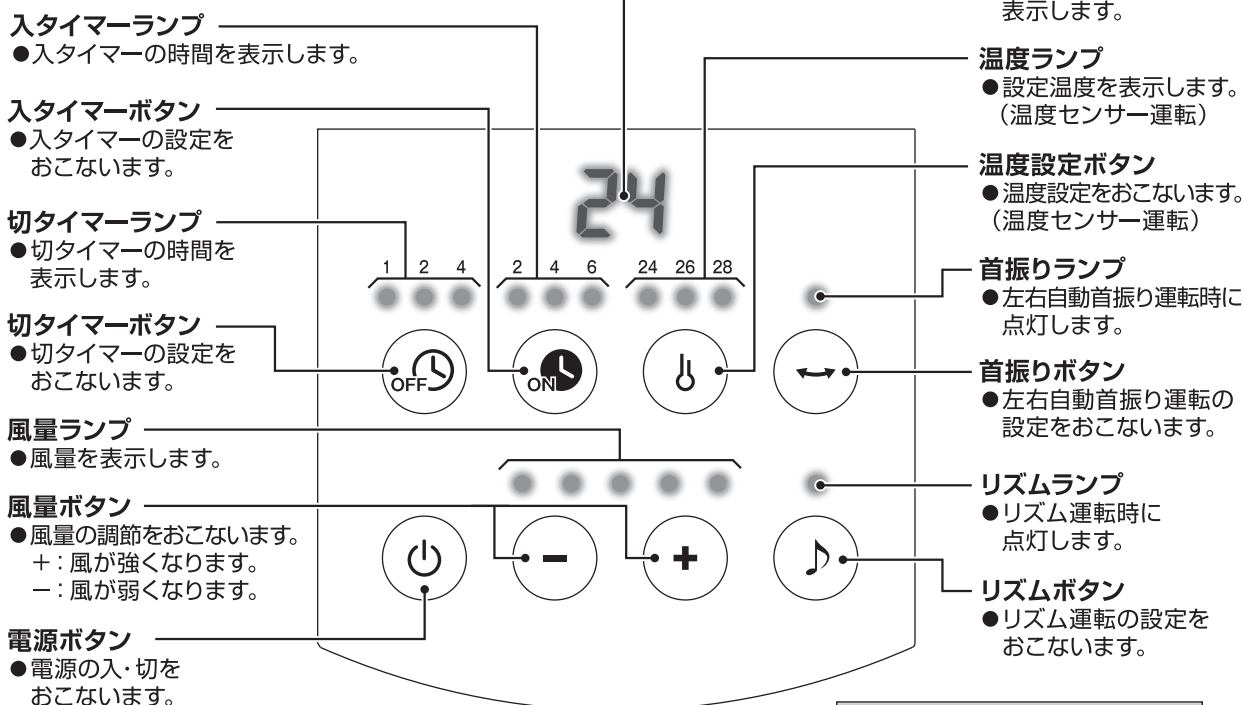 入タイマーランプ
●入タイマーの時間を表示します。
入タイマーボタン
●入タイマーの設定を
おこないます。
切タイマーランプ
●切タイマーの時間を
表示します。
切タイマーボタン
●切タイマーの設定を
おこないます。
風量ランプ
●風量を表示します。
風量ボタン
●風量の調節をおこないます。
＋：風が強くなります。
－：風が弱くなります。
電源ボタン
●電源の入・切を
おこないます。
24
1 2 4
2 4 6
24 26 28
OFF
ON
表示します。
温度ランプ
●設定温度を表示します。
（温度センサー運転）
温度設定ボタン
●温度設定をおこないます。
（温度センサー運転）
首振りランプ
●左右自動首振り運転時に
点灯します。
首振りボタン
●左右自動首振り運転の
設定をおこないます。
リズムランプ
●リズム運転時に
点灯します。
リズムボタン
●リズム運転の設定を
おこないます。